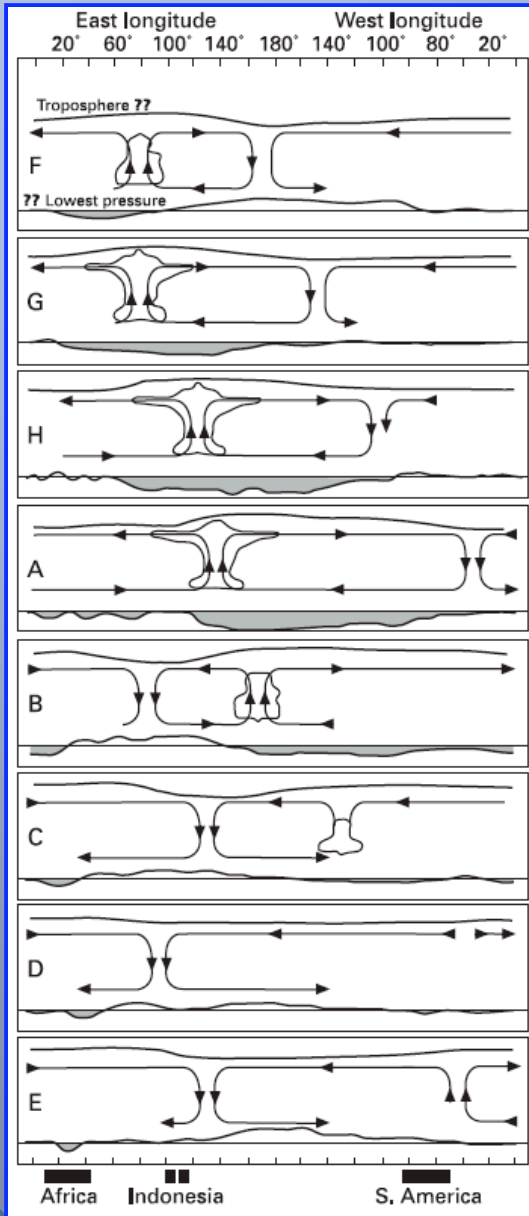 East longitude West longitude
20° 60° 100° 140° 180° 140° 100° 80° 20°
Troposphere ??
F
?? Lowest pressure
G
H
A
B
C
D
E
Africa Indonesia S. America